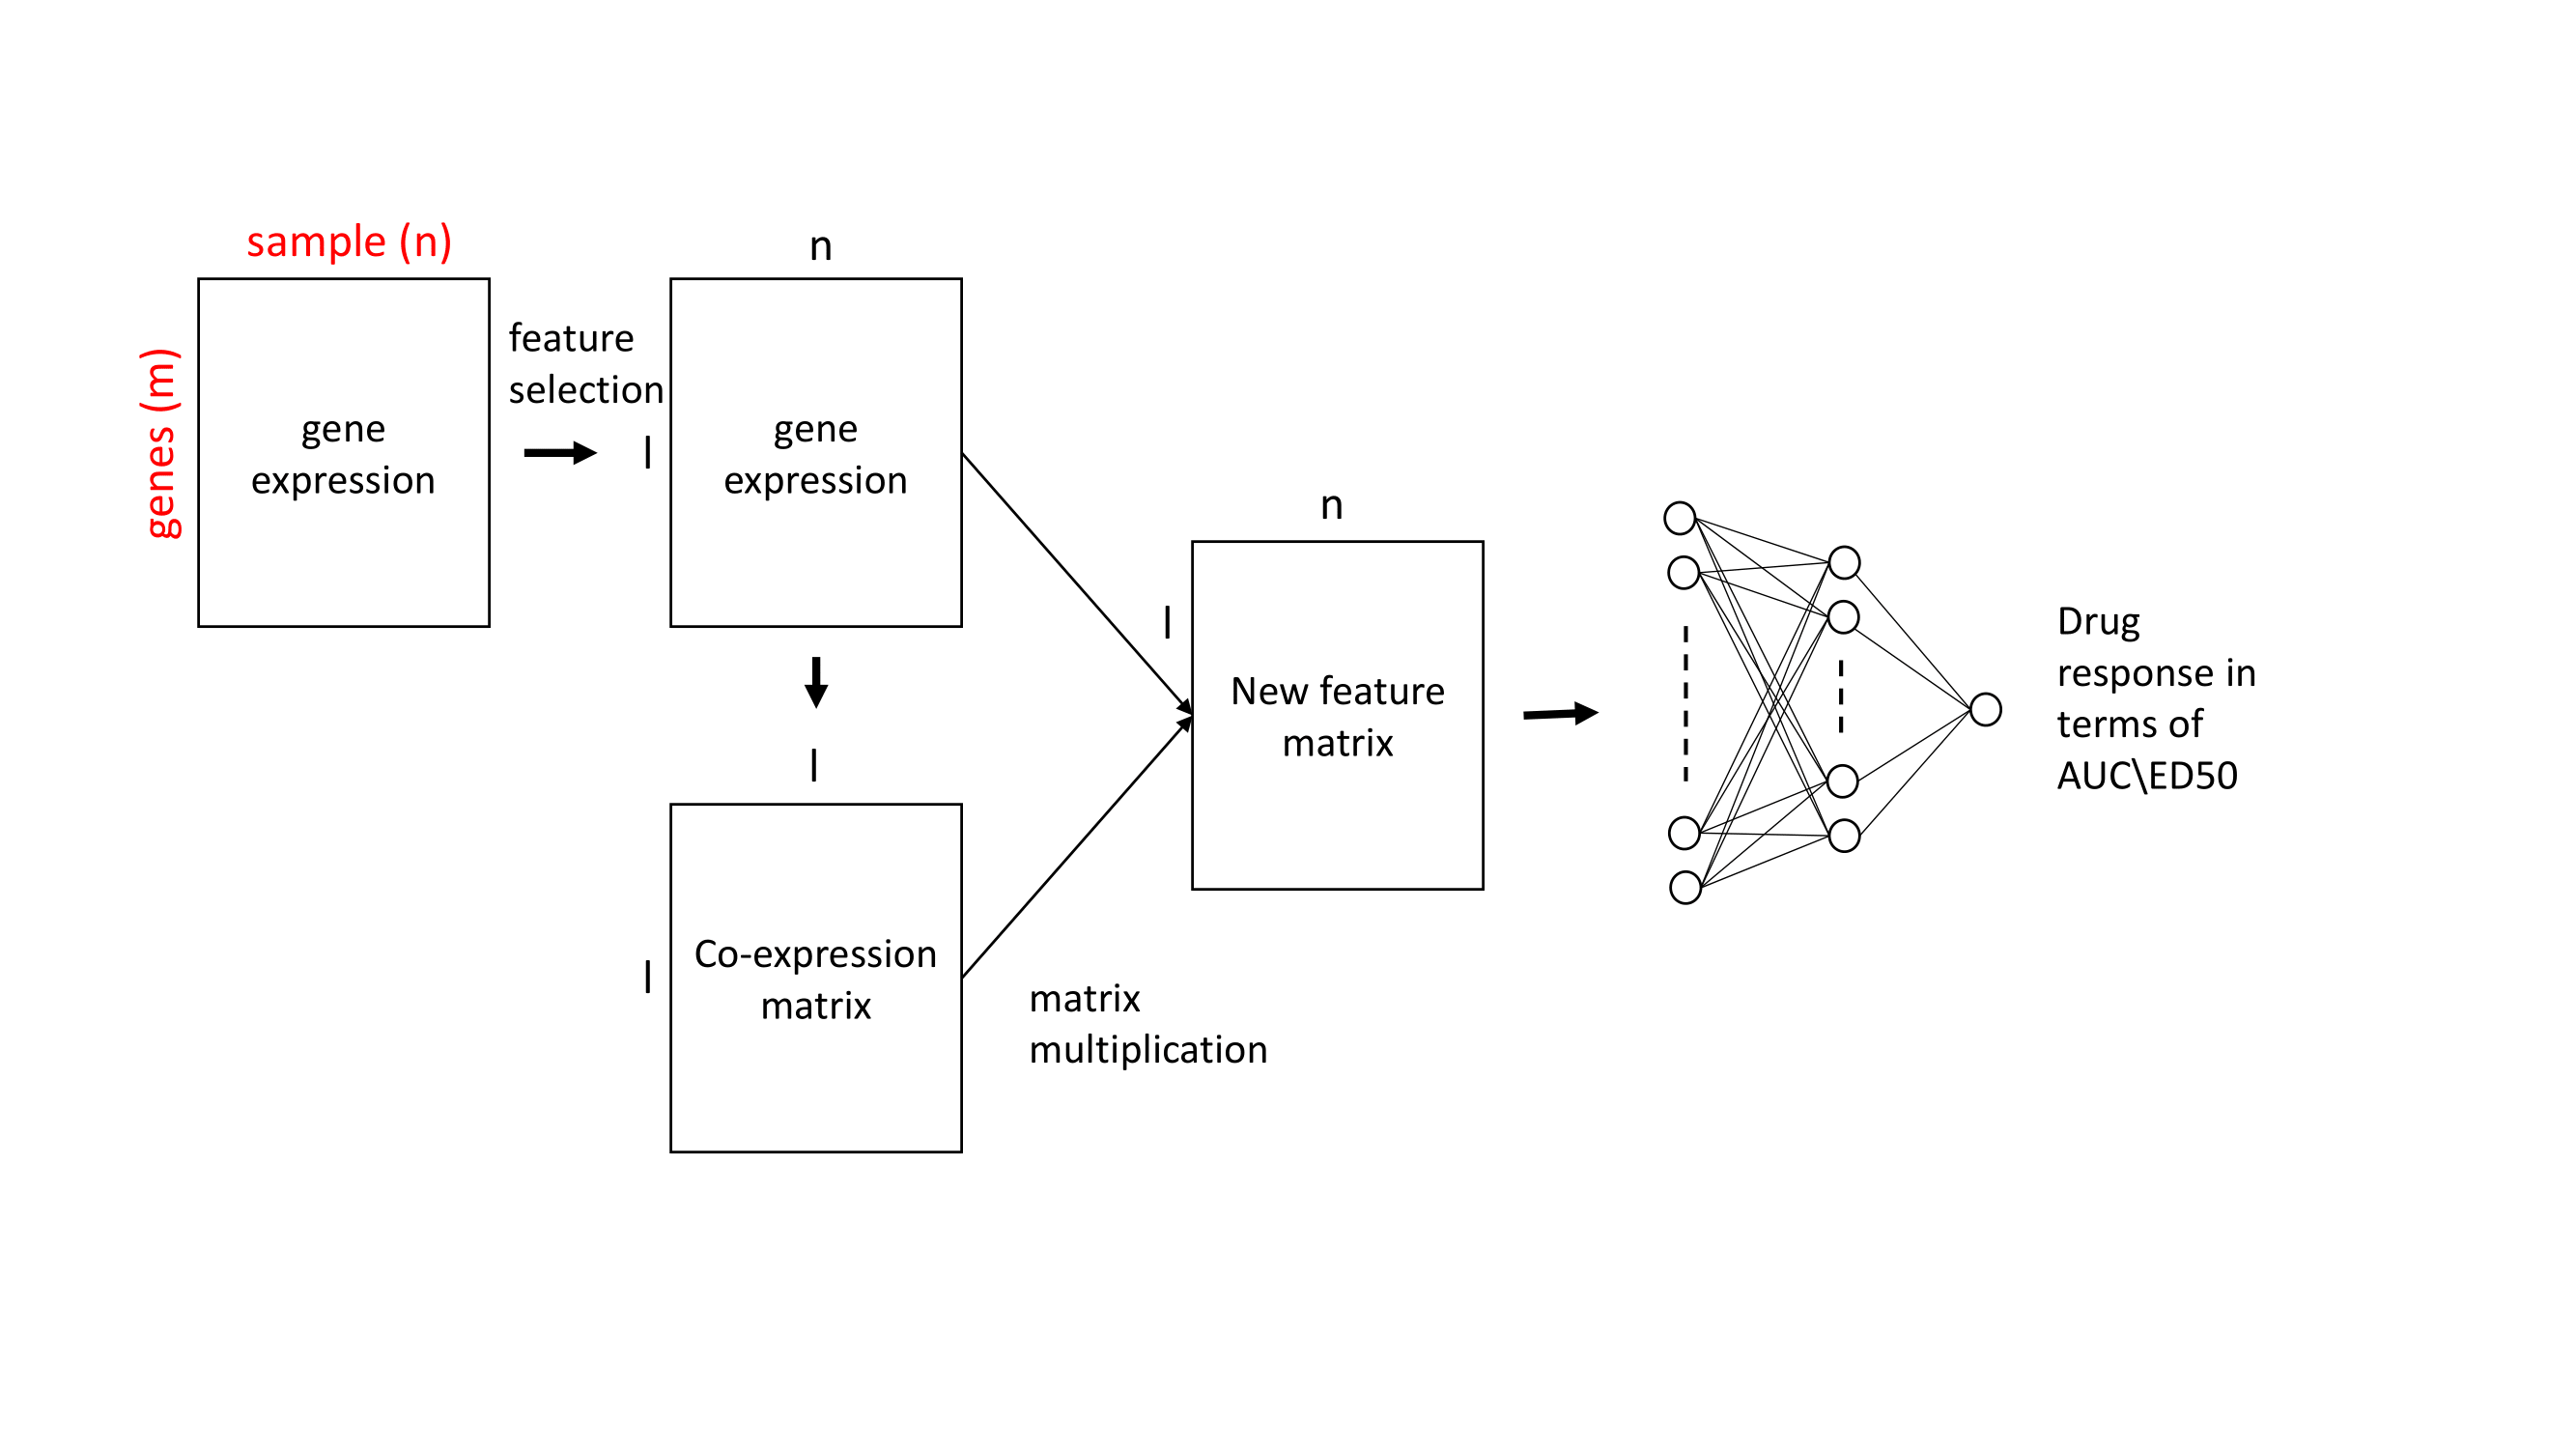 sample (n)
genes (m)
gene
expression
feature
selection
n
l
gene
expression
l
l
Co-expression
matrix
matrix
multiplication
n
l
New feature
matrix
Drug
response in
terms of
AUC\ED50